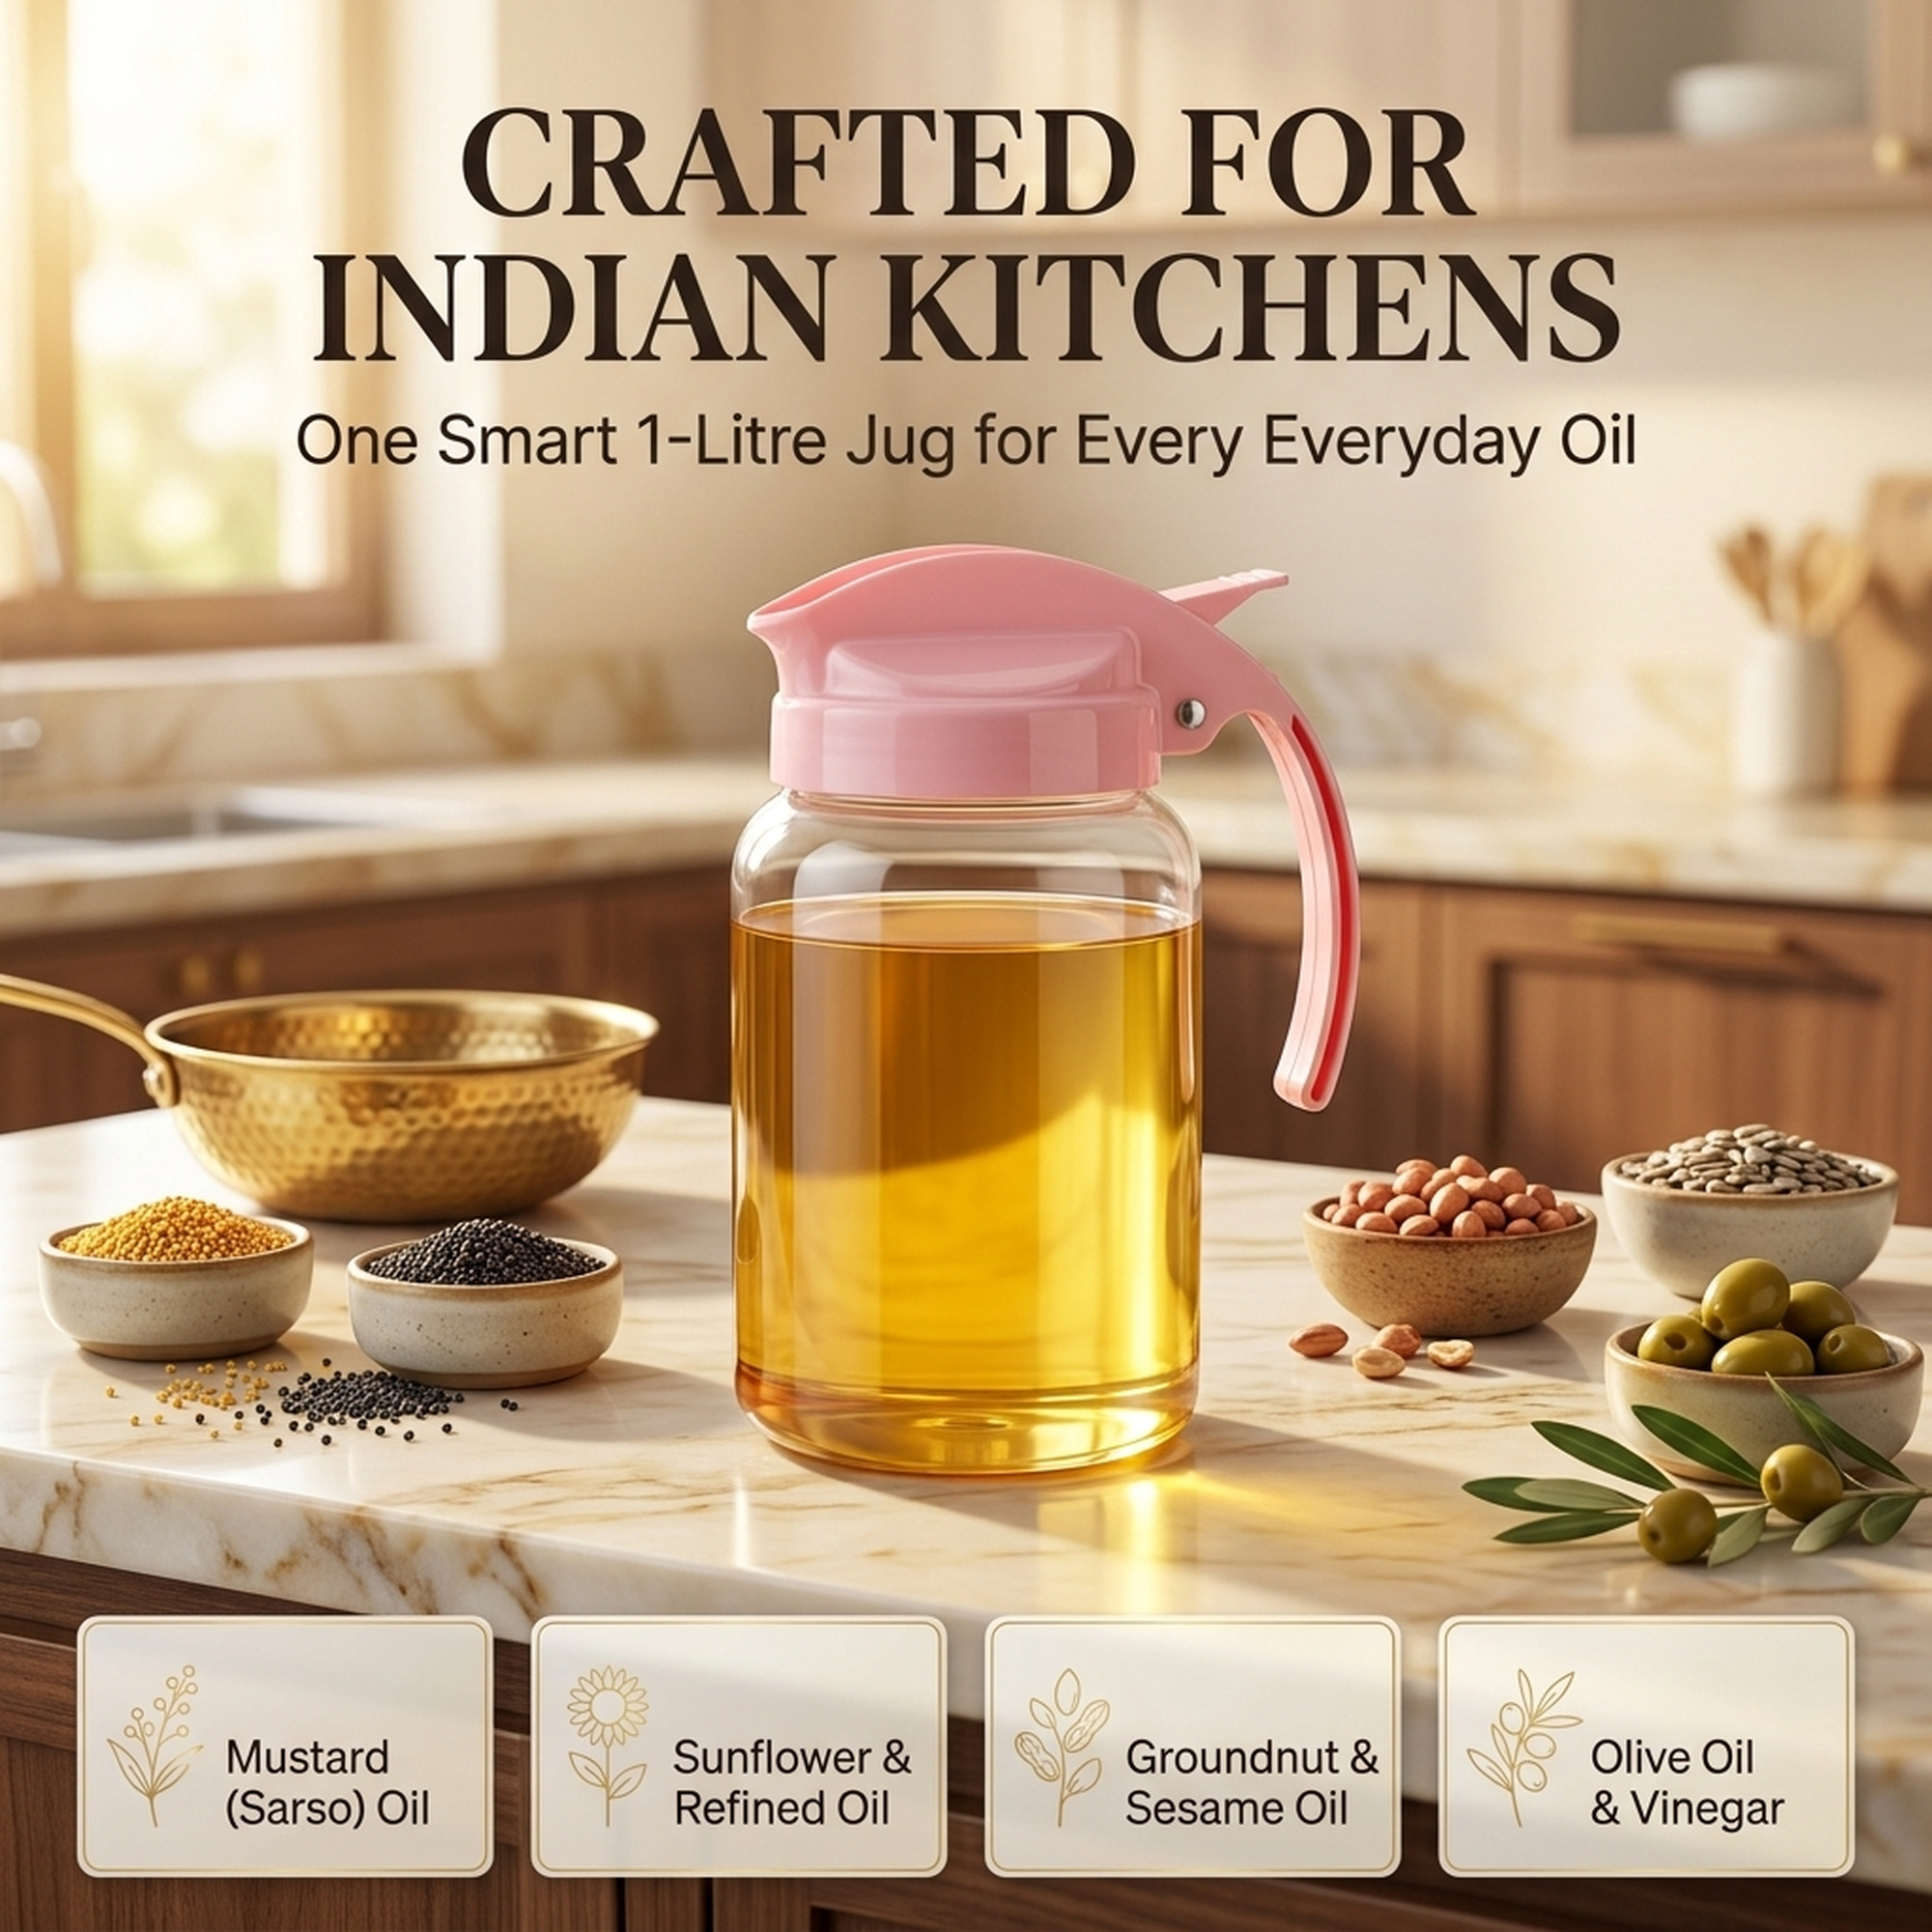 CRAFTED FOR
INDIAN KITCHENS
One Smart 1-Litre Jug for Every Everyday Oil
Mustard
(Sarso) Oil
Sunflower &
Refined Oil
Groundnut &
Sesame Oil
Olive Oil
& Vinegar